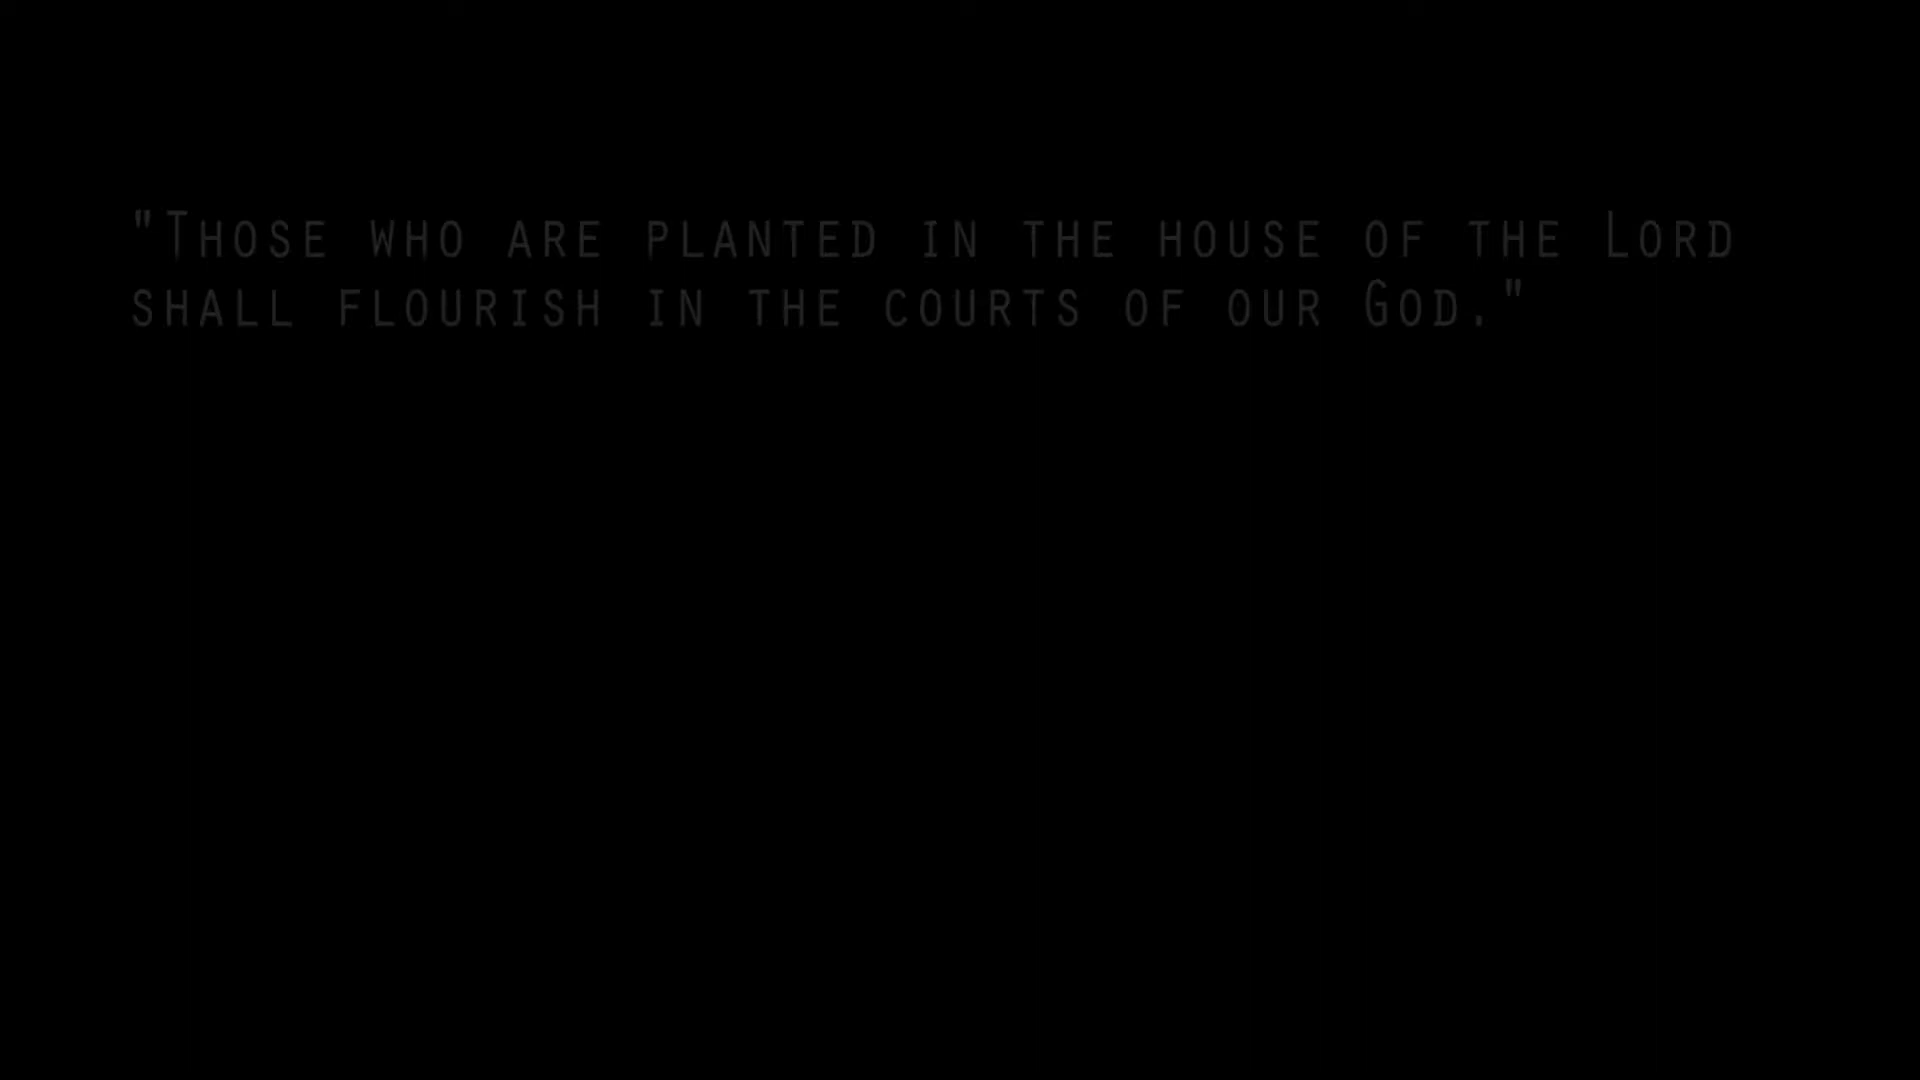 "Those who are planted in the house of the Lord
shall flourish in the courts of our God."